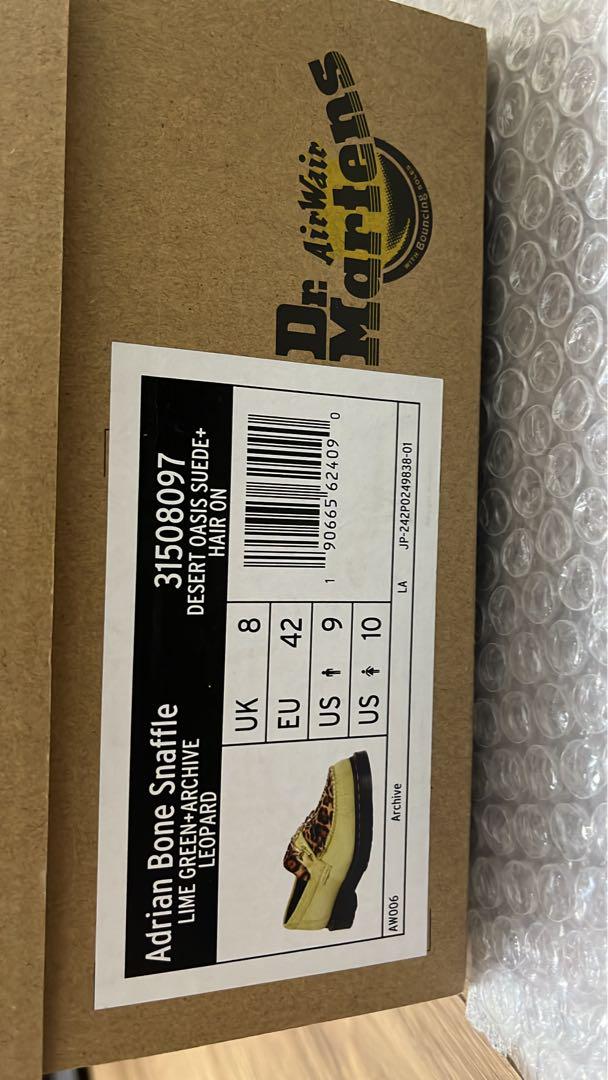 Dr. AirWair
Martens
WITH Bouncing SOLES
Adrian Bone Snaffle
LIME GREEN+ARCHIVE
LEOPARD
31508097
DESERT OASIS SUEDE+
HAIR ON
UK 8
EU 42
US 9
US 10
1 90665 62409 0
AW006 Archive LA JP-242P0249838-01